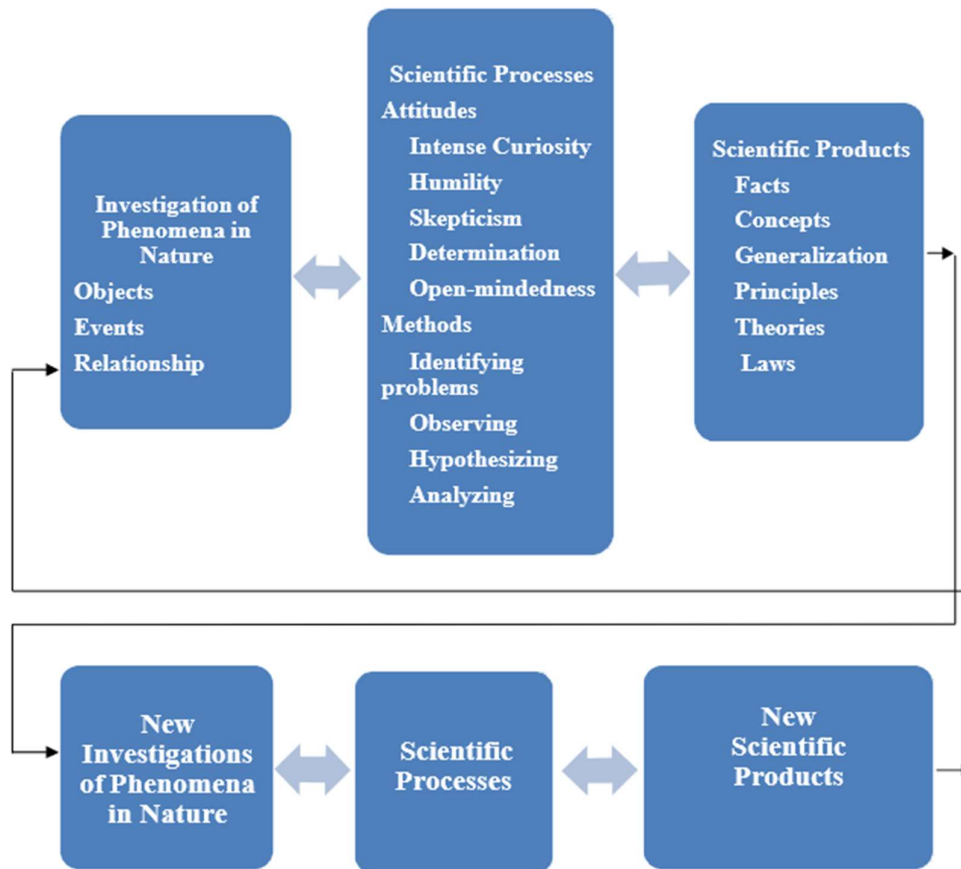 Investigation of
Phenomena in
Nature
Objects
Events
Relationship
Scientific Processes
Attitudes
Intense Curiosity
Humility
Skepticism
Determination
Open-mindedness
Methods
Identifying
problems
Observing
Hypothesizing
Analyzing
Scientific Products
Facts
Concepts
Generalization
Principles
Theories
Laws
New
Investigations
of Phenomena
in Nature
Scientific
Processes
New
Scientific
Products